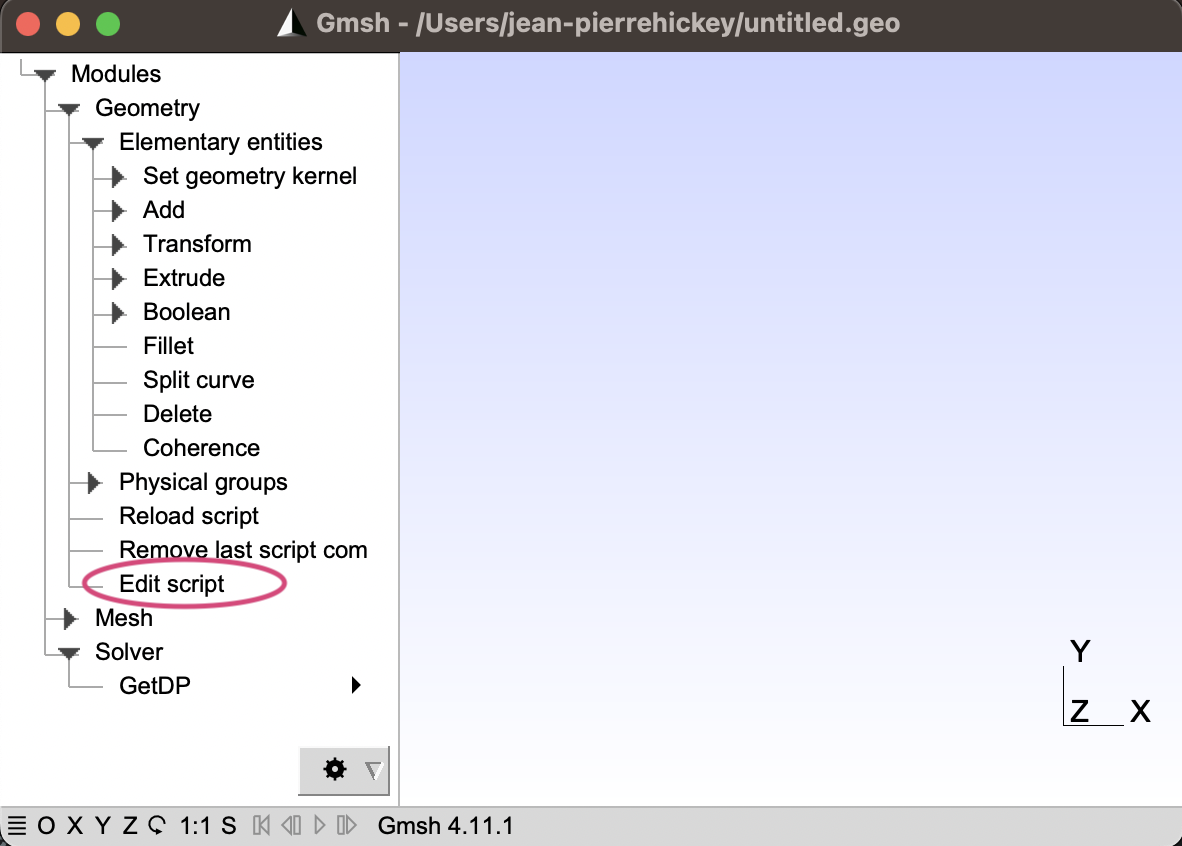 Gmsh - /Users/jean-pierrehickey/untitled.geo
Modules
Geometry
Elementary entities
Set geometry kernel
Add
Transform
Extrude
Boolean
Fillet
Split curve
Delete
Coherence
Physical groups
Reload script
Remove last script com
Edit script
Mesh
Solver
GetDP
Y
Z X
O X Y Z 1:1 S Gmsh 4.11.1